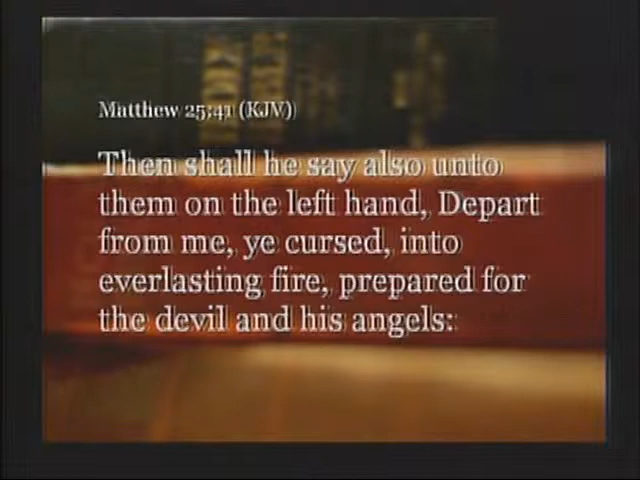 Matthew 25:41 (KJV)
Then shall he say also unto
them on the left hand, Depart
from me, ye cursed, into
everlasting fire, prepared for
the devil and his angels: